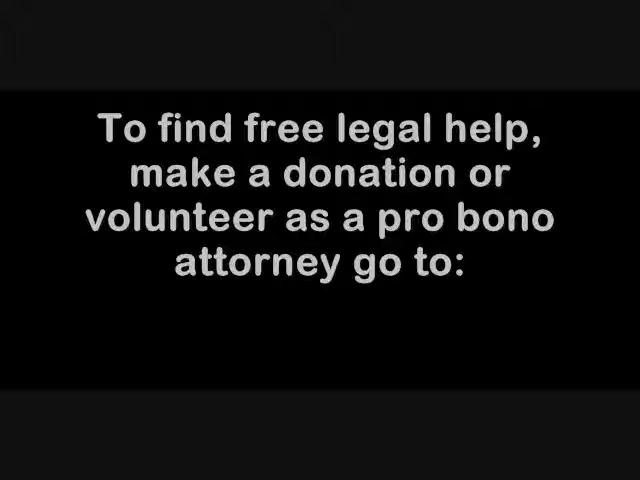 To find free legal help,
make a donation or
volunteer as a pro bono
attorney go to: